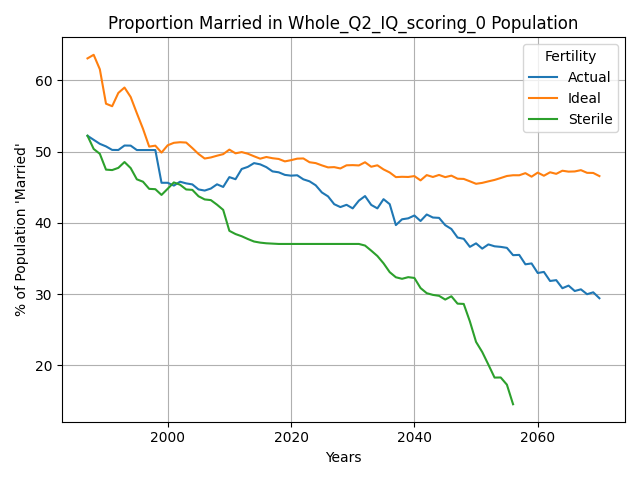 Proportion Married in Whole_Q2_IQ_scoring_0 Population
% of Population 'Married'
60
50
40
30
20
Fertility
Actual
Ideal
Sterile
2000
2020
2040
2060
Years